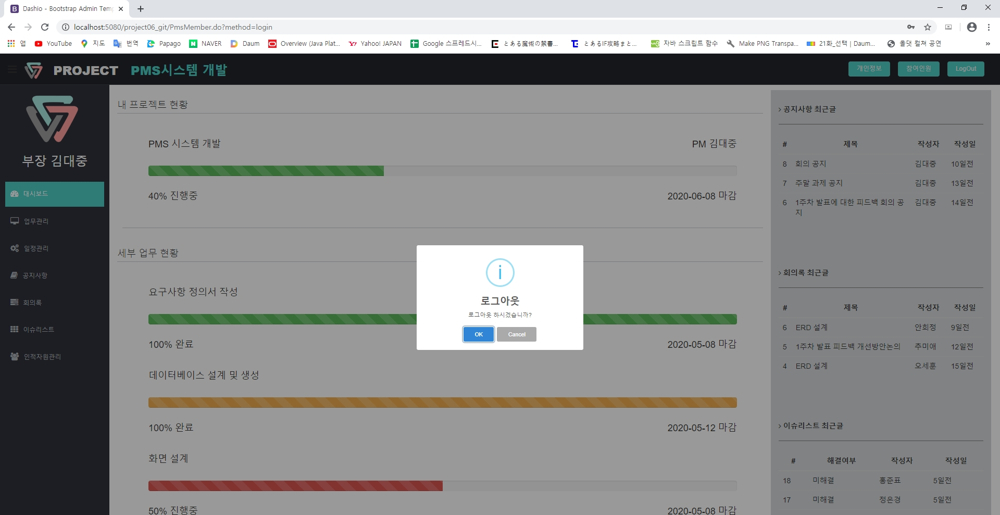 Dashio - Bootstrap Admin Temp
localhost:5080/project06_git/PmsMember.do?method=login
앱 YouTube 지도 번역 Papago NAVER Daum Overview (Java Plat... Yahoo! JAPAN Google 스프레드시... とある魔術の禁書... とあるIF攻略まと... 자바 스크립트 함수 Make PNG Transpa... 21화_선택 | Daum... 올댓 컬쳐 공연 »
PROJECT PMS시스템 개발
개인정보 참여인원 LogOut
부장 김대중
대시보드
업무관리
일정관리
공지사항
회의록
이슈리스트
인적자원관리
내 프로젝트 현황
PMS 시스템 개발 PM 김대중
40% 진행중 2020-06-08 마감
세부 업무 현황
요구사항 정의서 작성
100% 완료 2020-05-08 마감
데이터베이스 설계 및 생성
100% 완료 2020-05-12 마감
화면 설계
50% 진행중 2020-05-08 마감
로그아웃
로그아웃 하시겠습니까?
OK Cancel
› 공지사항 최근글
# 제목 작성자 작성일
8 회의 공지 김대중 10일전
7 주말 과제 공지 김대중 13일전
6 1주차 발표에 대한 피드백 회의 공 김대중 14일전
지
› 회의록 최근글
# 제목 작성자 작성일
6 ERD 설계 안희정 9일전
5 1주차 발표 피드백 개선방안논의 주미애 12일전
4 ERD 설계 오세훈 15일전
› 이슈리스트 최근글
# 해결여부 작성자 작성일
18 미해결 홍준표 5일전
17 미해결 정은경 5일전